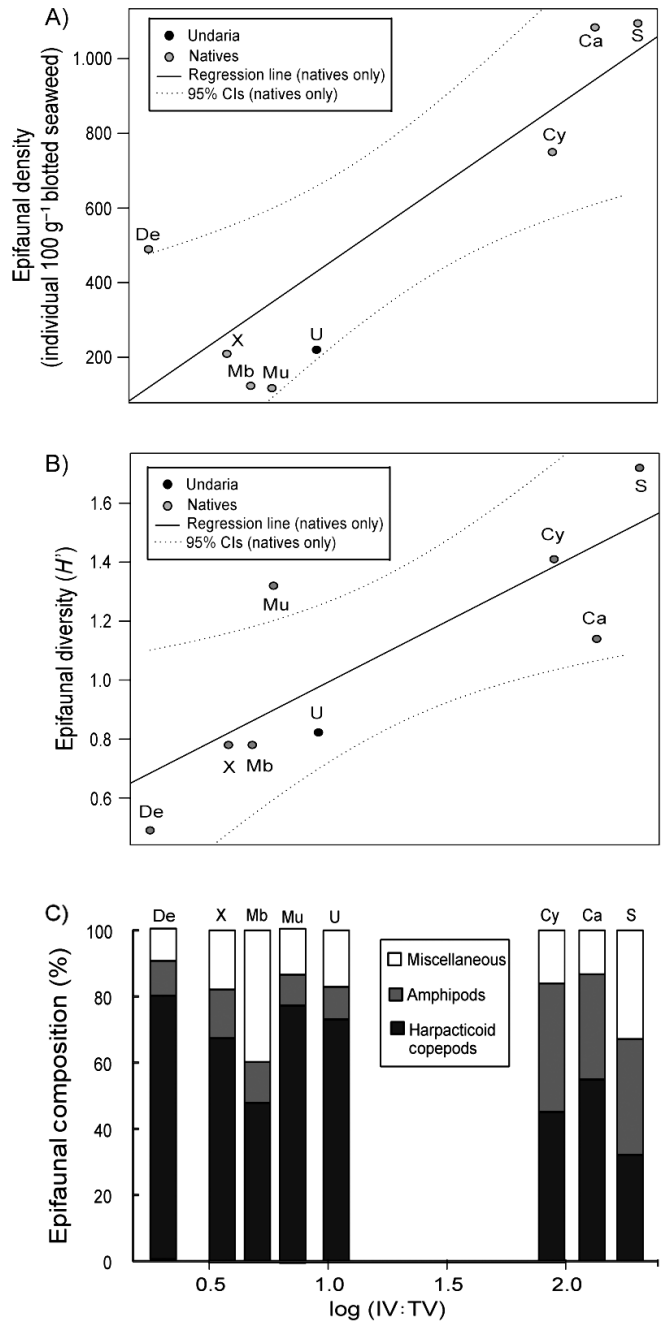 A)
Undaria
Natives
Regression line (natives only)
95% CIs (natives only)
Epifaunal density
(individual 100 g⁻¹ blotted seaweed)
1.000
800
600
400
200
De
X
Mb
Mu
U
Cy
Ca
S
B)
Undaria
Natives
Regression line (natives only)
95% CIs (natives only)
Epifaunal diversity (H')
1.6
1.4
1.2
1.0
0.8
0.6
De
X
Mb
Mu
U
Cy
Ca
S
C)
De X Mb Mu U Cy Ca S
Miscellaneous
Amphipods
Harpacticoid
copepods
Epifaunal composition (%)
100
80
60
40
20
0
0.5 1.0 1.5 2.0
log (IV:TV)